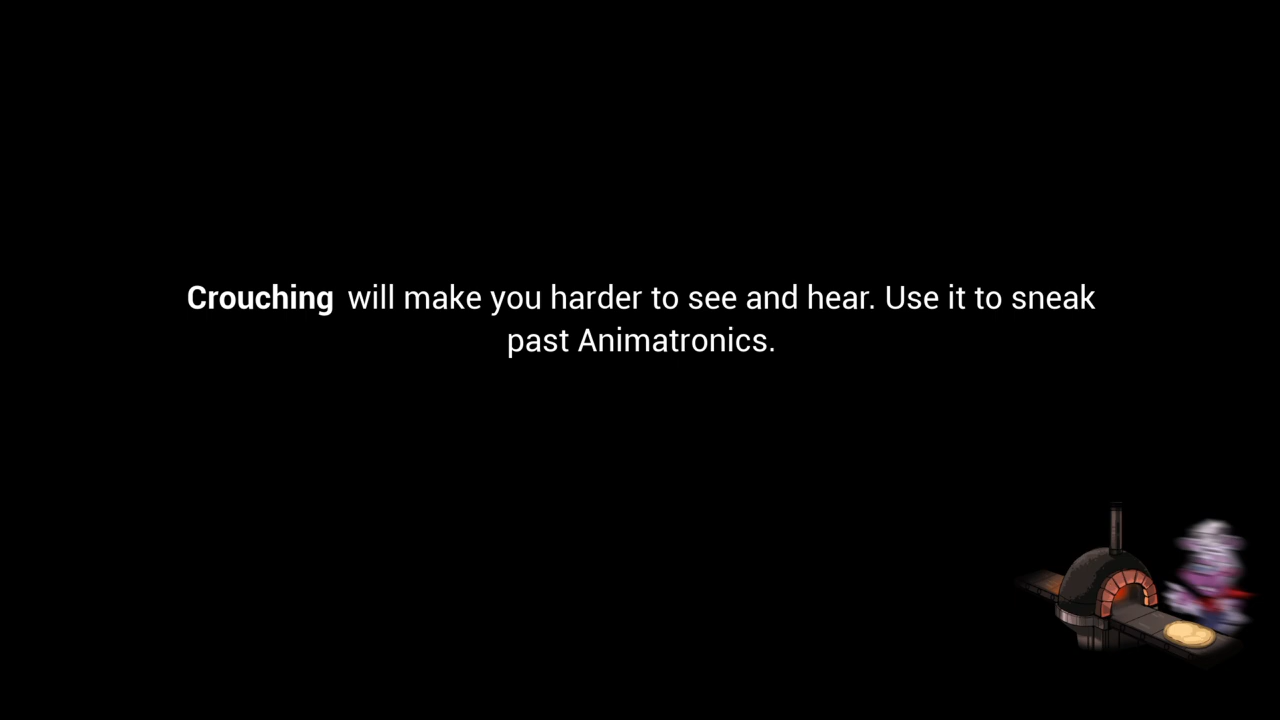 Crouching will make you harder to see and hear. Use it to sneak
past Animatronics.